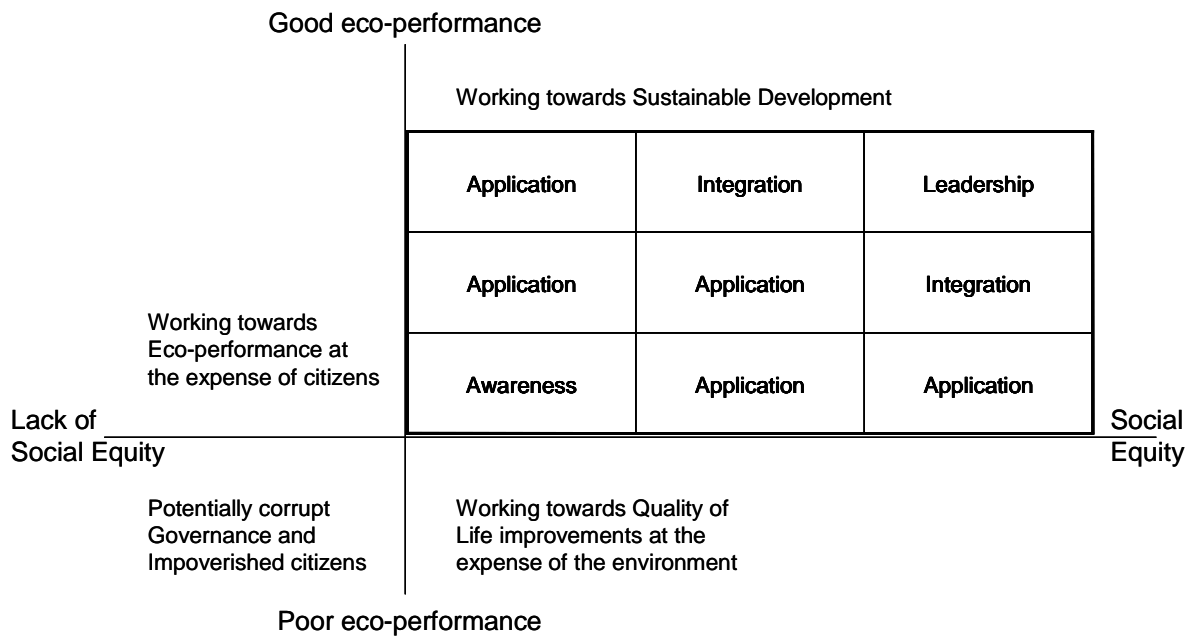 Good eco-performance
Working towards Sustainable Development
Application
Integration
Leadership
Application
Application
Integration
Working towards
Eco-performance at
the expense of citizens
Awareness
Application
Application
Lack of
Social Equity
Social
Equity
Potentially corrupt
Governance and
Impoverished citizens
Working towards Quality of
Life improvements at the
expense of the environment
Poor eco-performance